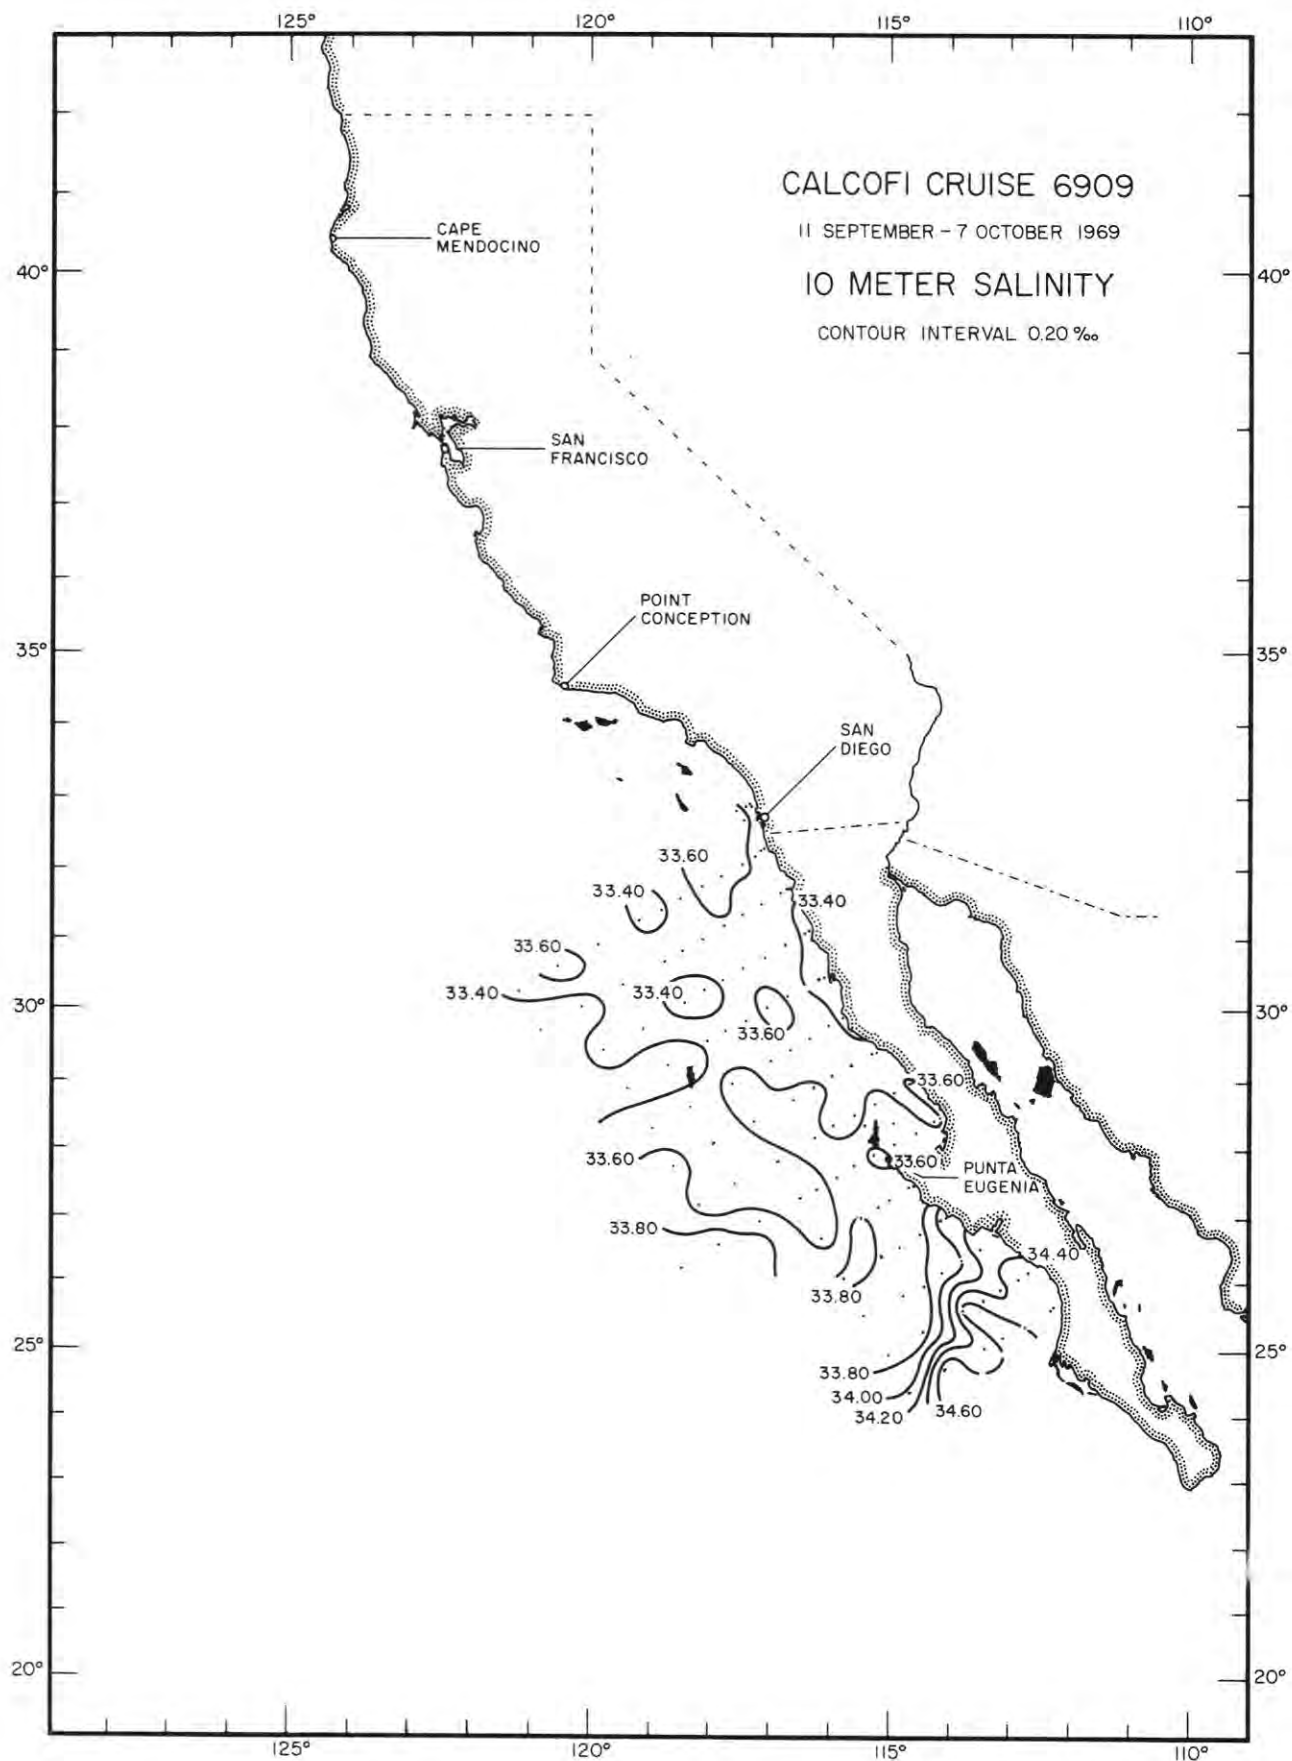 125°
120°
115°
110°
CALCOFI CRUISE 6909
11 SEPTEMBER – 7 OCTOBER 1969
10 METER SALINITY
CONTOUR INTERVAL 0.20 ‰
CAPE
MENDOCINO
40°
40°
SAN
FRANCISCO
POINT
CONCEPTION
35°
35°
SAN
DIEGO
33.60
33.40
33.40
33.60
33.40
33.40
33.60
30°
30°
33.60
33.60
33.60
PUNTA
EUGENIA
33.80
34.40
33.80
25°
25°
33.80
34.00
34.20
34.60
20°
20°
125°
120°
115°
110°